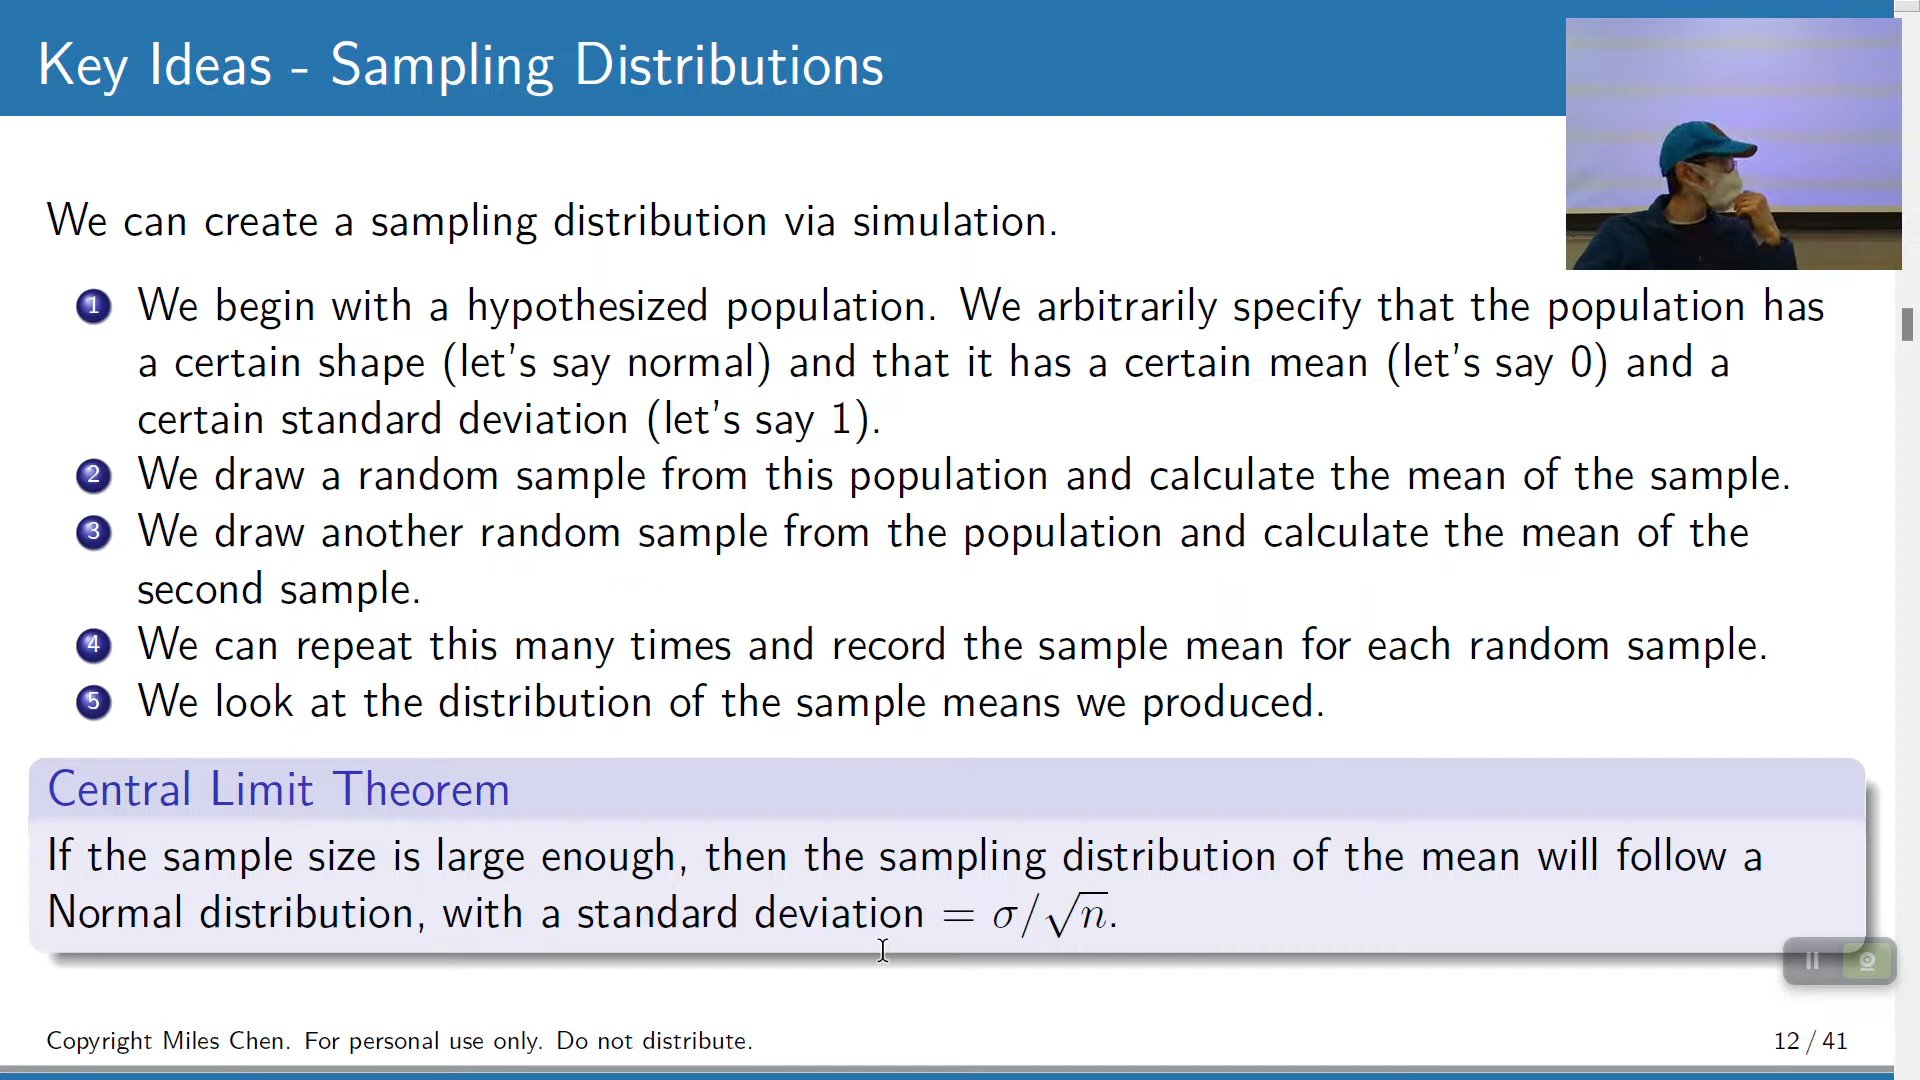 Key Ideas - Sampling Distributions
We can create a sampling distribution via simulation.
1 We begin with a hypothesized population. We arbitrarily specify that the population has
a certain shape (let's say normal) and that it has a certain mean (let's say 0) and a
certain standard deviation (let's say 1).
2 We draw a random sample from this population and calculate the mean of the sample.
3 We draw another random sample from the population and calculate the mean of the
second sample.
4 We can repeat this many times and record the sample mean for each random sample.
5 We look at the distribution of the sample means we produced.
Central Limit Theorem
If the sample size is large enough, then the sampling distribution of the mean will follow a
Normal distribution, with a standard deviation = σ/√n.
Copyright Miles Chen. For personal use only. Do not distribute.
12 / 41